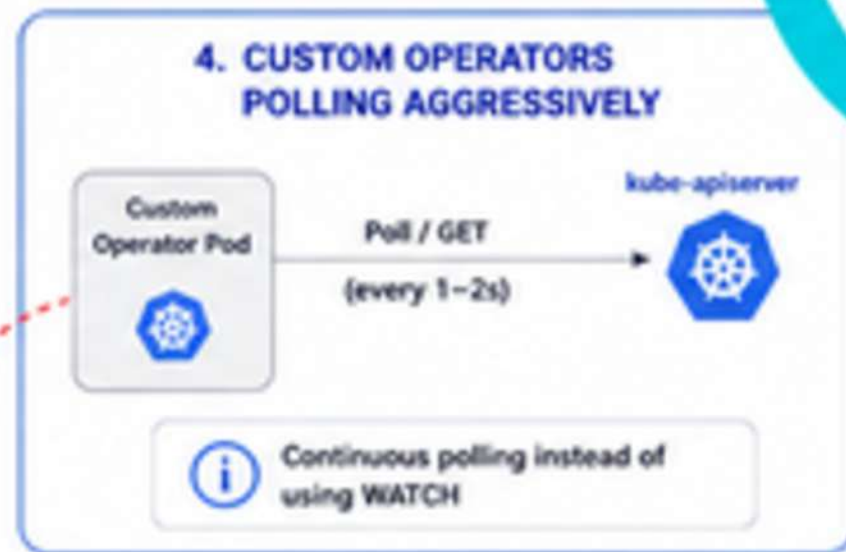 4. CUSTOM OPERATORS
POLLING AGGRESSIVELY
Custom
Operator Pod
Poll / GET
(every 1–2s)
kube-apiserver
Continuous polling instead of
using WATCH